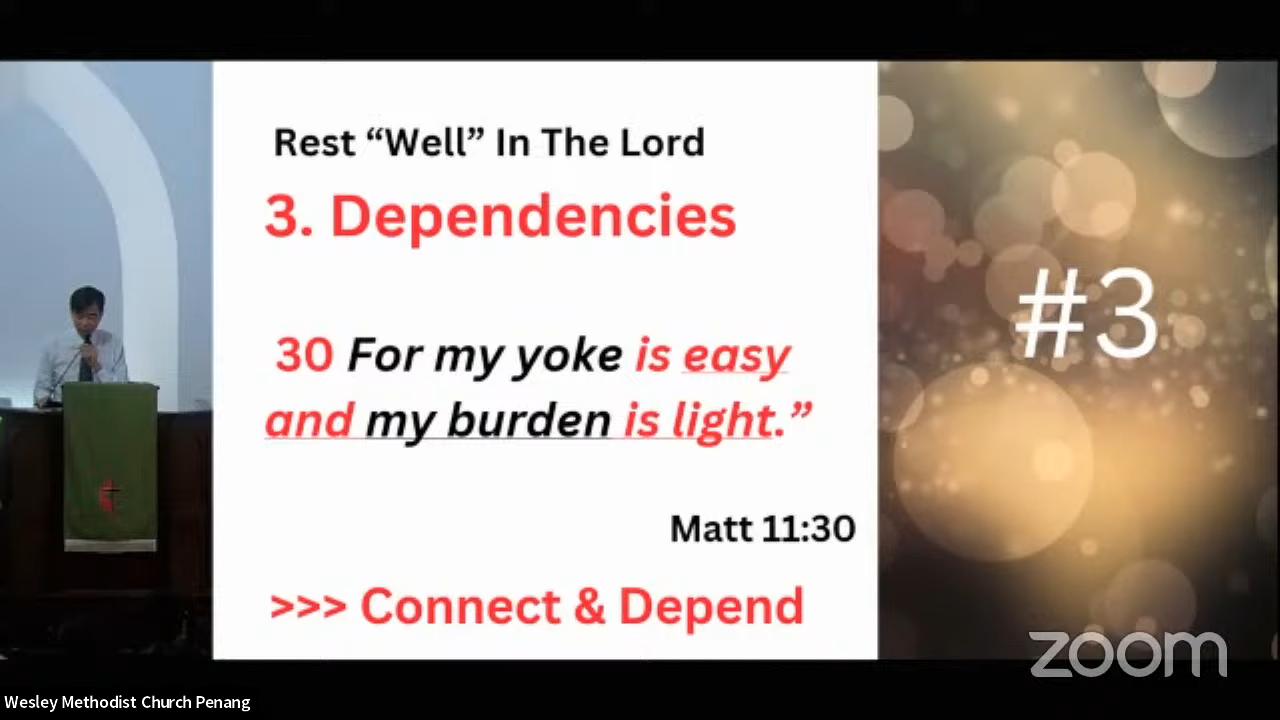 Rest “Well” In The Lord
3. Dependencies
30 For my yoke is easy
and my burden is light.”
Matt 11:30
>>> Connect & Depend
#3
zoom
Wesley Methodist Church Penang